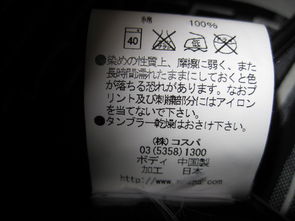 綿 100%
40
●染めの性質上、摩擦に弱く、また
長時間濡れたままにしておくと色
が落ちる恐れがあります。なおプ
リント及び刺繍部分にはアイロン
を当てないで下さい。
●タンブラー乾燥はおさけ下さい。
(株)コスパ
03(5358)1300
ボディ 中国製
加工 日本
http://www.